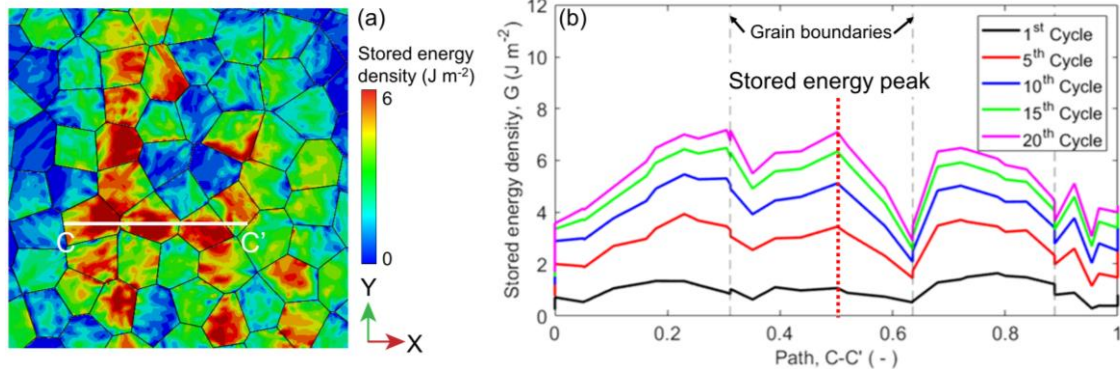 (a)
Stored energy
density (J m⁻²)
6
0
C
C'
Y
X
(b)
Stored energy density, G (J m⁻²)
12
10
8
6
4
2
0
Grain boundaries
Stored energy peak
1ˢᵗ Cycle
5ᵗʰ Cycle
10ᵗʰ Cycle
15ᵗʰ Cycle
20ᵗʰ Cycle
0 0.2 0.4 0.6 0.8 1
Path, C-C' ( - )